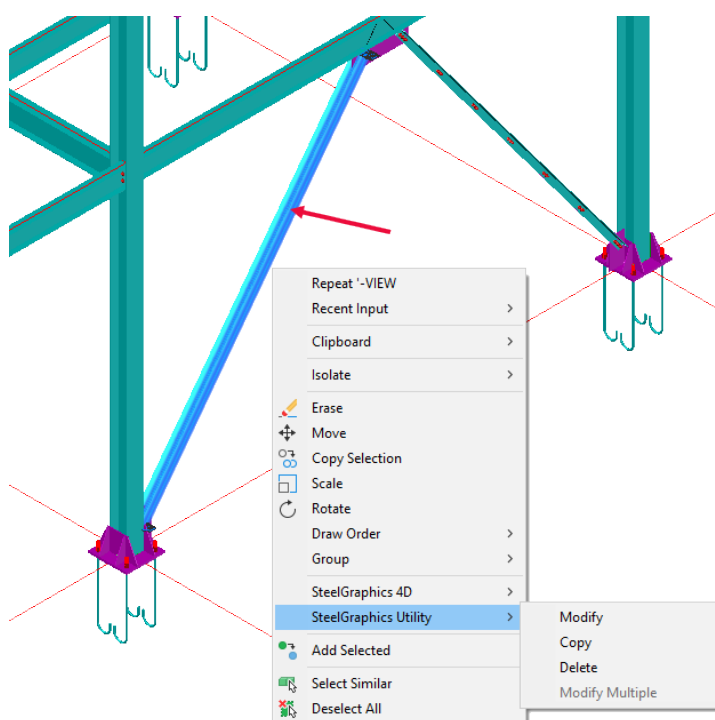 Repeat '-VIEW
Recent Input
Clipboard
Isolate
Erase
Move
Copy Selection
Scale
Rotate
Draw Order
Group
SteelGraphics 4D
SteelGraphics Utility
Modify
Copy
Delete
Modify Multiple
Add Selected
Select Similar
Deselect All